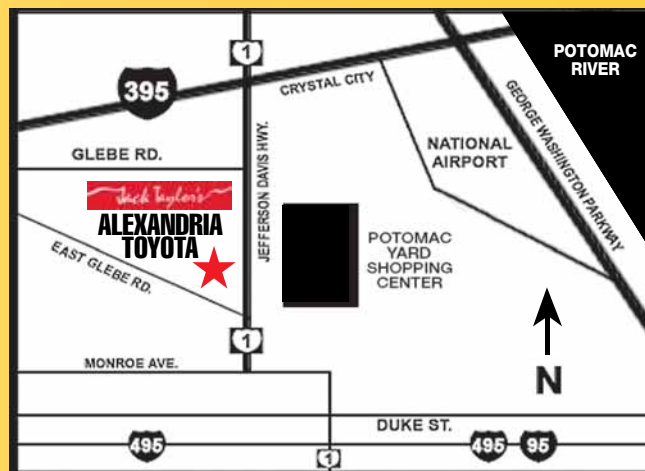 1
POTOMAC
RIVER
395
CRYSTAL CITY
GEORGE WASHINGTON PARKWAY
GLEBE RD.
JEFFERSON DAVIS HWY.
NATIONAL
AIRPORT
Jack Taylor's
ALEXANDRIA
TOYOTA
EAST GLEBE RD.
POTOMAC
YARD
SHOPPING
CENTER
1
MONROE AVE.
N
DUKE ST.
495
495
95
1